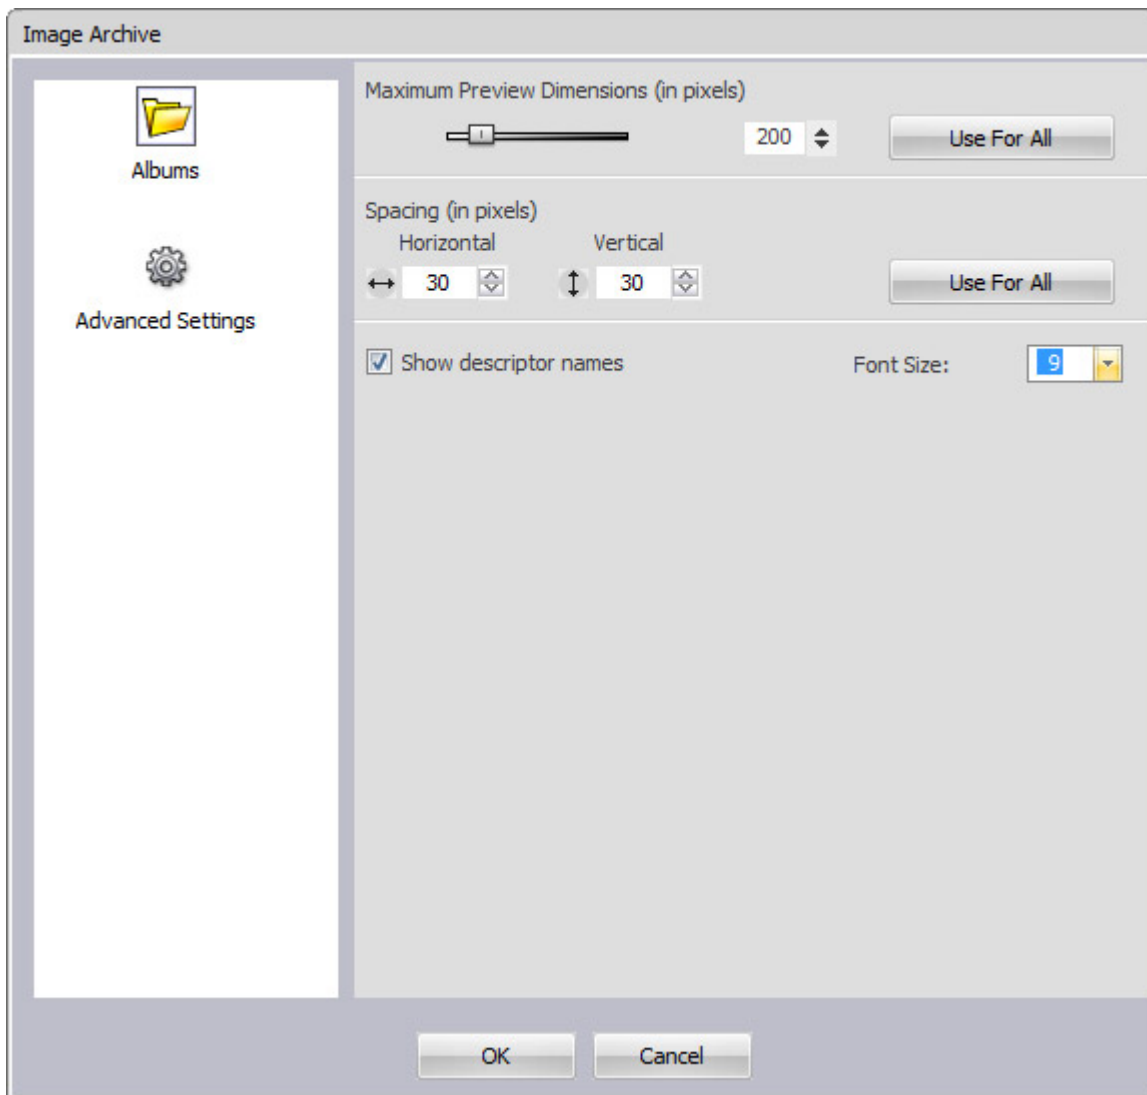 Image Archive
Albums
Advanced Settings
Maximum Preview Dimensions (in pixels)
200
Use For All
Spacing (in pixels)
Horizontal Vertical
30 30
Use For All
Show descriptor names Font Size: 9
OK Cancel